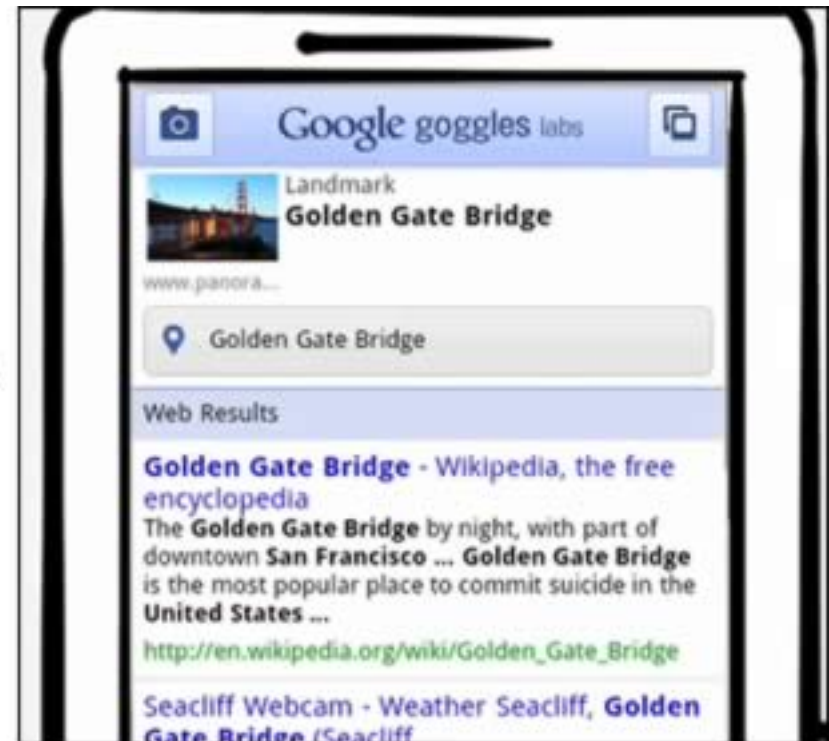 Google goggles labs
Landmark
Golden Gate Bridge
www.panora...
Golden Gate Bridge
Web Results
Golden Gate Bridge - Wikipedia, the free
encyclopedia
The Golden Gate Bridge by night, with part of
downtown San Francisco ... Golden Gate Bridge
is the most popular place to commit suicide in the
United States ...
http://en.wikipedia.org/wiki/Golden_Gate_Bridge
Seacliff Webcam - Weather Seacliff, Golden
Gate Bridge (Seacliff